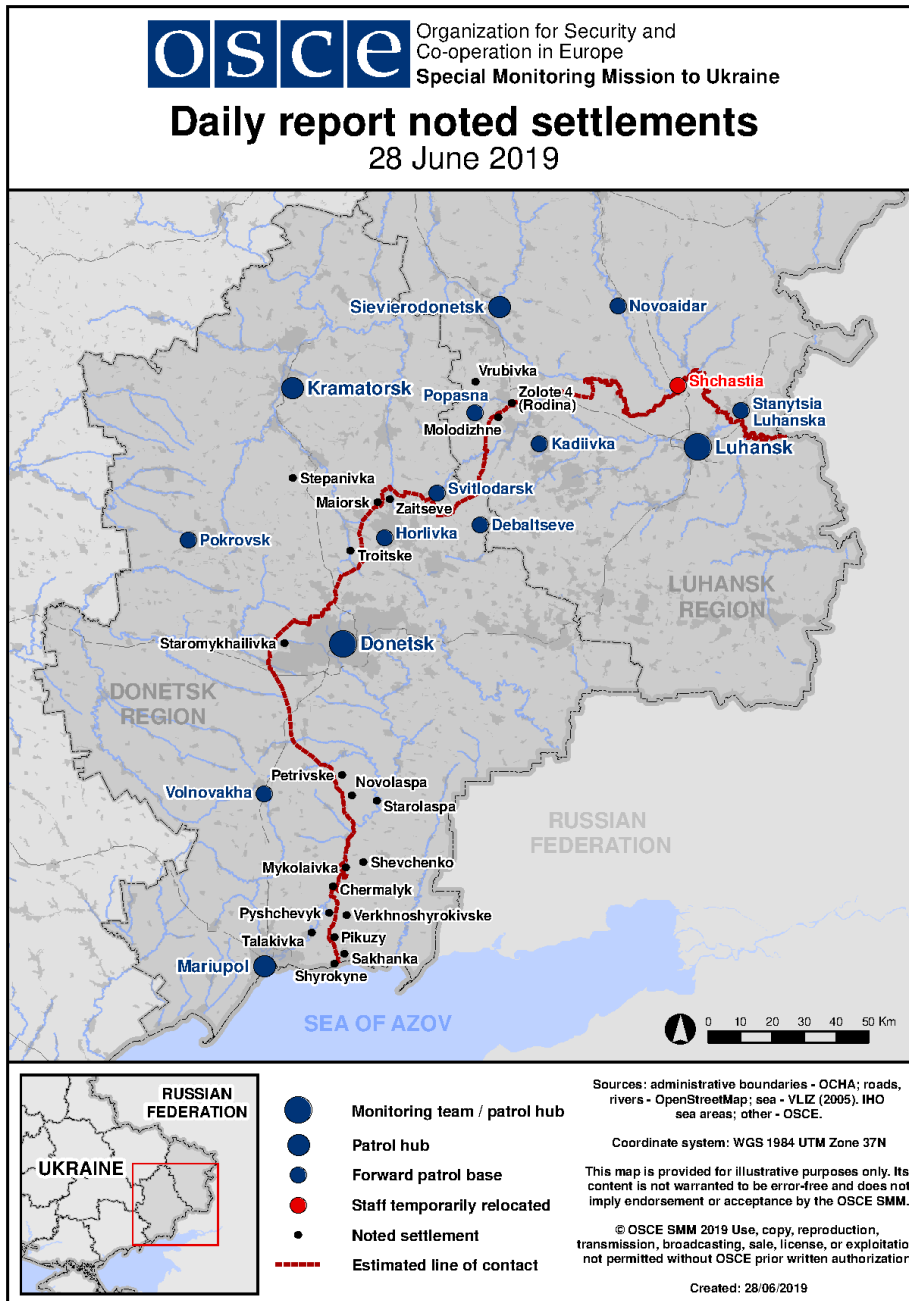 osce
Organization for Security and
Co-operation in Europe
Special Monitoring Mission to Ukraine
Daily report noted settlements
28 June 2019
Sievierodonetsk
Novoaidar
Vrubivka
Kramatorsk
Popasna
Zolote 4
(Rodina)
Shchastia
Molodizhne
Stanytsia
Luhanska
Kadiivka
Luhansk
Stepanivka
Svitlodarsk
Maiorsk
Zaitseve
Debaltseve
Pokrovsk
Horlivka
Troitske
LUHANSK
REGION
Staromykhailivka
Donetsk
DONETSK
REGION
Petrivske
Novolaspa
Volnovakha
Starolaspa
RUSSIAN
FEDERATION
Shevchenko
Mykolaivka
Chermalyk
Pyshchevyk
Verkhnoshyrokivske
Talakivka
Pikuzy
Sakhanka
Mariupol
Shyrokyne
SEA OF AZOV
0 10 20 30 40 50 Km
RUSSIAN
FEDERATION
UKRAINE
Monitoring team / patrol hub
Patrol hub
Forward patrol base
Staff temporarily relocated
Noted settlement
Estimated line of contact
Sources: administrative boundaries - OCHA; roads,
rivers - OpenStreetMap; sea - VLIZ (2005). IHO
sea areas; other - OSCE.
Coordinate system: WGS 1984 UTM Zone 37N
This map is provided for illustrative purposes only. Its
content is not warranted to be error-free and does not
imply endorsement or acceptance by the OSCE SMM.
© OSCE SMM 2019 Use, copy, reproduction,
transmission, broadcasting, sale, license, or exploitatio
not permitted without OSCE prior written authorization
Created: 28/06/2019